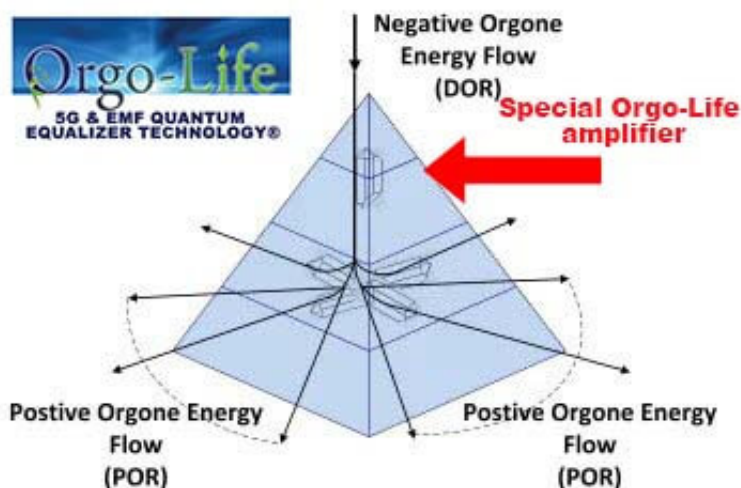 Orgo-Life
5G & EMF QUANTUM
EQUALIZER TECHNOLOGY®
Negative Orgone
Energy Flow
(DOR)
Special Orgo-Life
amplifier
Postive Orgone Energy
Flow
(POR)
Postive Orgone Energy
Flow
(POR)